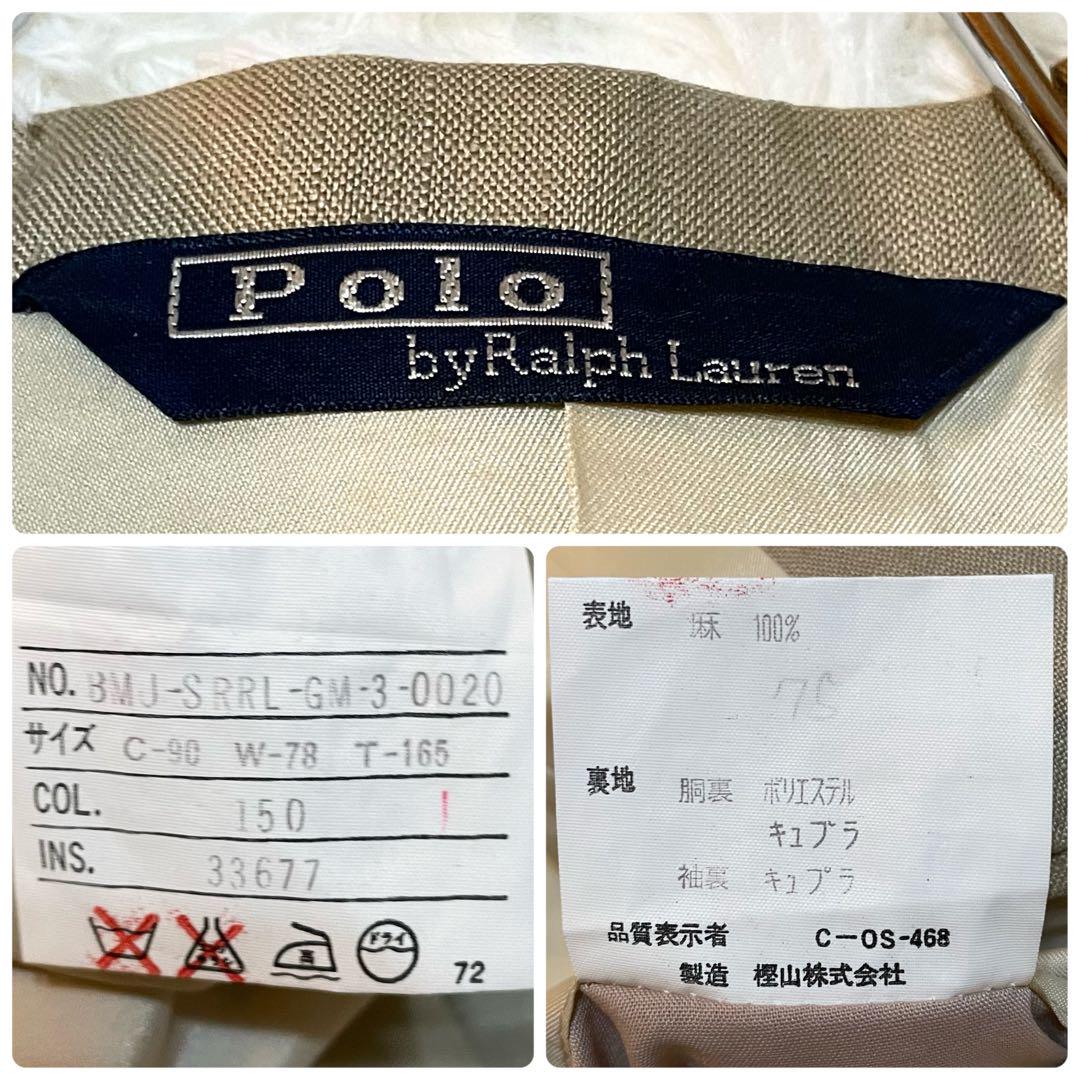 Polo
by Ralph Lauren
NO. BMJ-SRRL-GM-3-0020
サイズ C-90 W-78 T-165
COL. 150
INS. 33677
高 ドライ
72
表地 麻 100%
75
裏地 胴裏 ポリエステル
キュプラ
袖裏 キュプラ
品質表示者 C-OS-468
製造 樫山株式会社